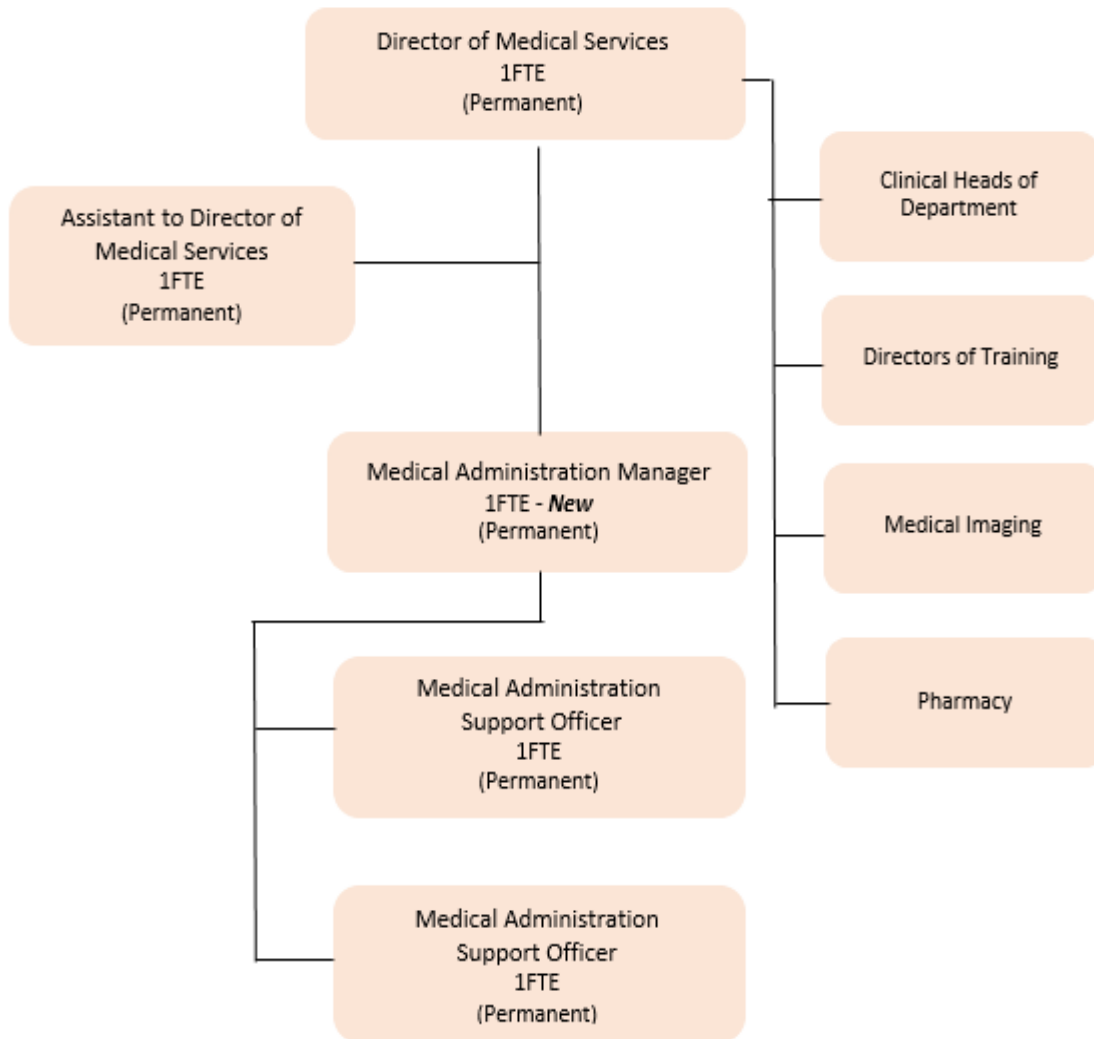 Director of Medical Services
1FTE
(Permanent)
Assistant to Director of
Medical Services
1FTE
(Permanent)
Clinical Heads of
Department
Directors of Training
Medical Administration Manager
1FTE - New
(Permanent)
Medical Imaging
Medical Administration
Support Officer
1FTE
(Permanent)
Pharmacy
Medical Administration
Support Officer
1FTE
(Permanent)